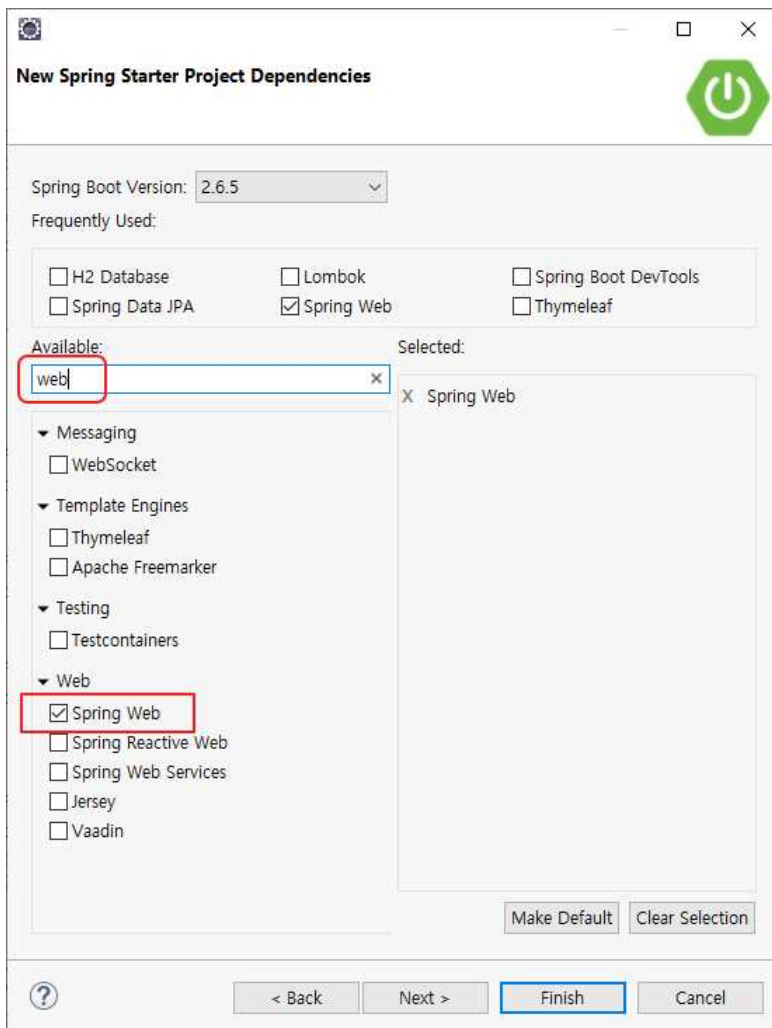 New Spring Starter Project Dependencies
Spring Boot Version: 2.6.5
Frequently Used:
H2 Database Lombok Spring Boot DevTools
Spring Data JPA Spring Web Thymeleaf
Available: Selected:
web
X Spring Web
Messaging
WebSocket
Template Engines
Thymeleaf
Apache Freemarker
Testing
Testcontainers
Web
Spring Web
Spring Reactive Web
Spring Web Services
Jersey
Vaadin
Make Default Clear Selection
? < Back Next > Finish Cancel